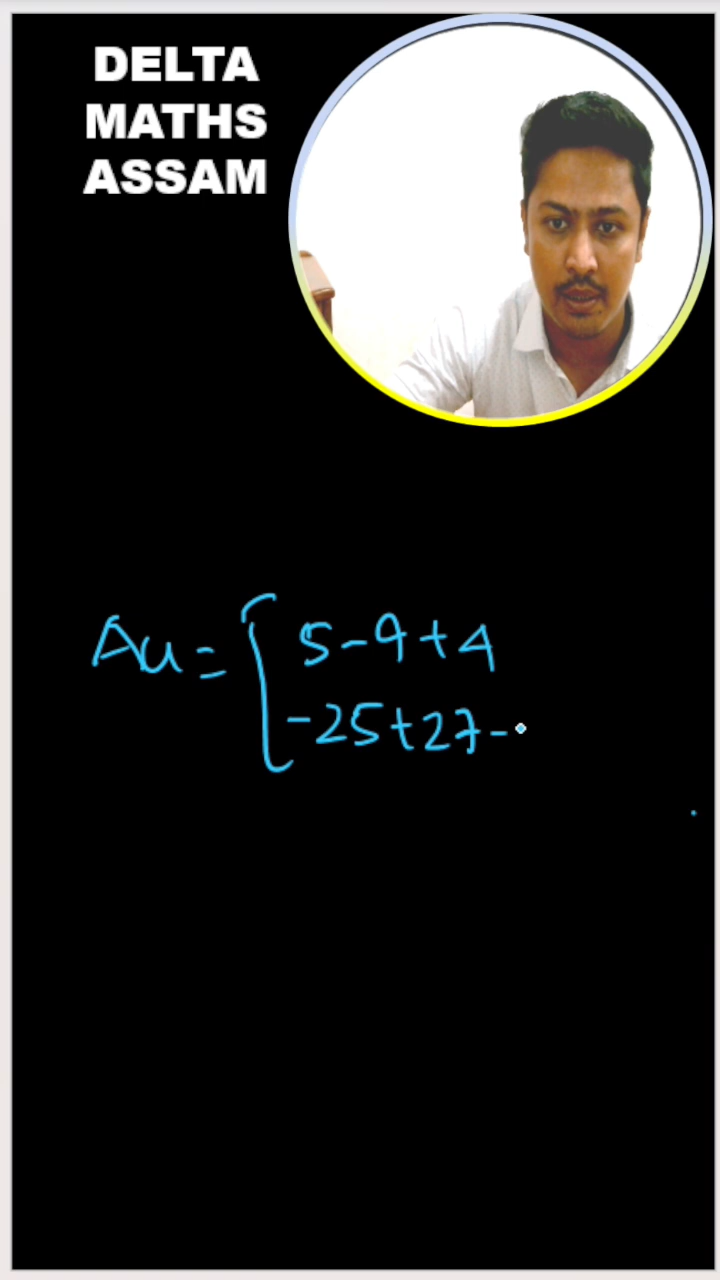 DELTA
MATHS
ASSAM
Au = [ 5-9+4
-25+27-